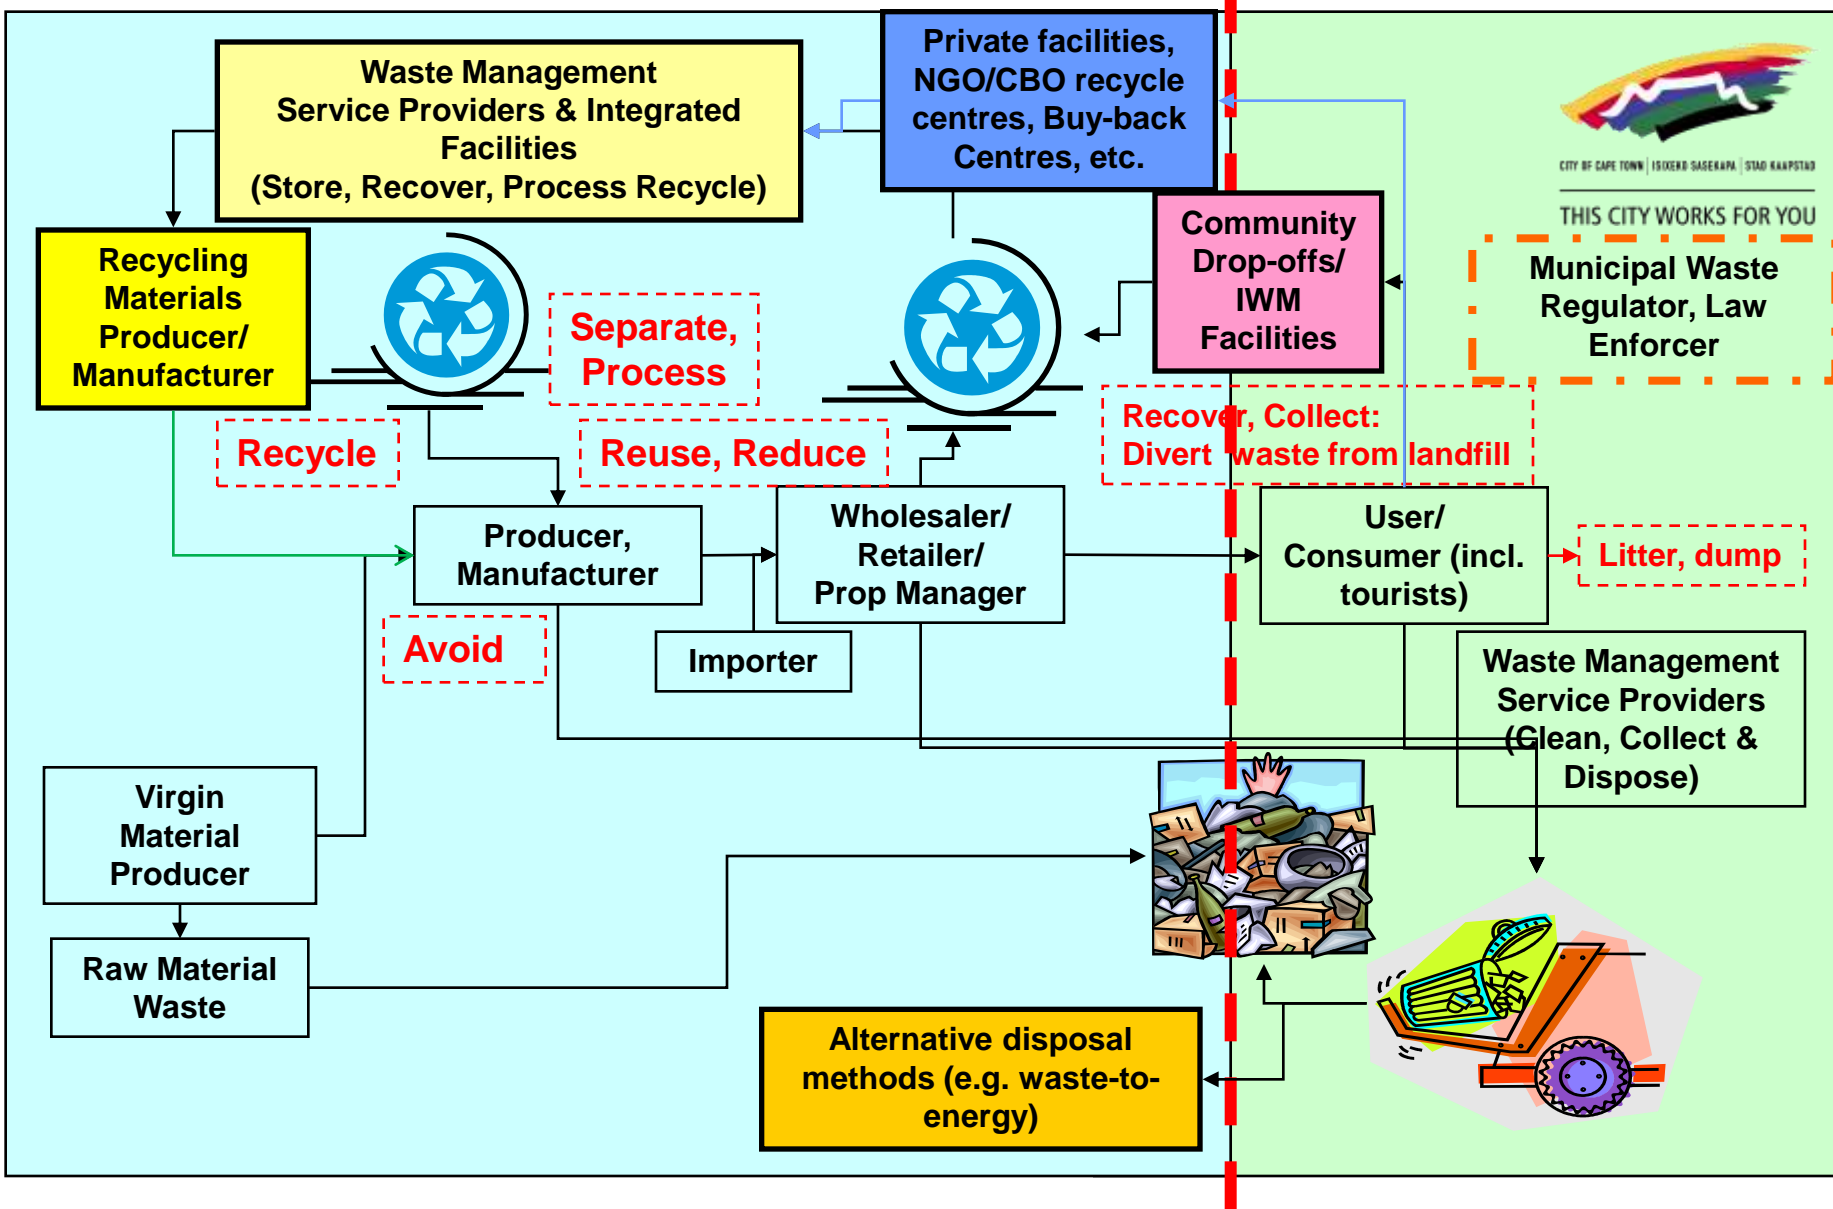 Private facilities,
NGO/CBO recycle
centres, Buy-back
Centres, etc.
Waste Management
Service Providers & Integrated
Facilities
(Store, Recover, Process Recycle)
CITY OF CAPE TOWN | ISIXEKO SASEKAPA | STAD KAAPSTAD
THIS CITY WORKS FOR YOU
Community
Drop-offs/
IWM
Facilities
Recycling
Materials
Producer/
Manufacturer
Municipal Waste
Regulator, Law
Enforcer
Separate,
Process
Recover, Collect:
Divert waste from landfill
Recycle
Reuse, Reduce
Producer,
Manufacturer
Wholesaler/
Retailer/
Prop Manager
User/
Consumer (incl.
tourists)
Litter, dump
Avoid
Importer
Waste Management
Service Providers
(Clean, Collect &
Dispose)
Virgin
Material
Producer
Raw Material
Waste
Alternative disposal
methods (e.g. waste-to-
energy)